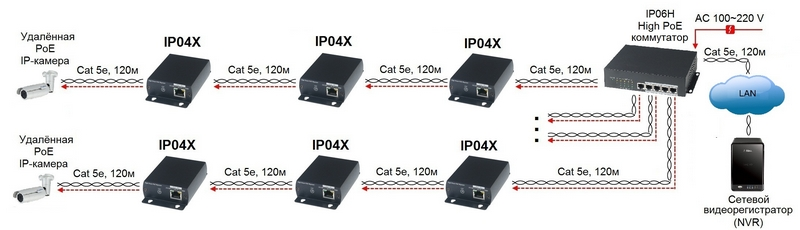 IP06H
High PoE
коммутатор
AC 100~220 V
Удалённая
PoE
IP-камера
IP04X
IP04X
IP04X
Cat 5e, 120м
Cat 5e, 120м
Cat 5e, 120м
Cat 5e, 120м
Cat 5e, 120м
LAN
Удалённая
PoE
IP-камера
IP04X
IP04X
IP04X
Cat 5e, 120м
Cat 5e, 120м
Cat 5e, 120м
Cat 5e, 120м
Сетевой
видеорегистратор
(NVR)